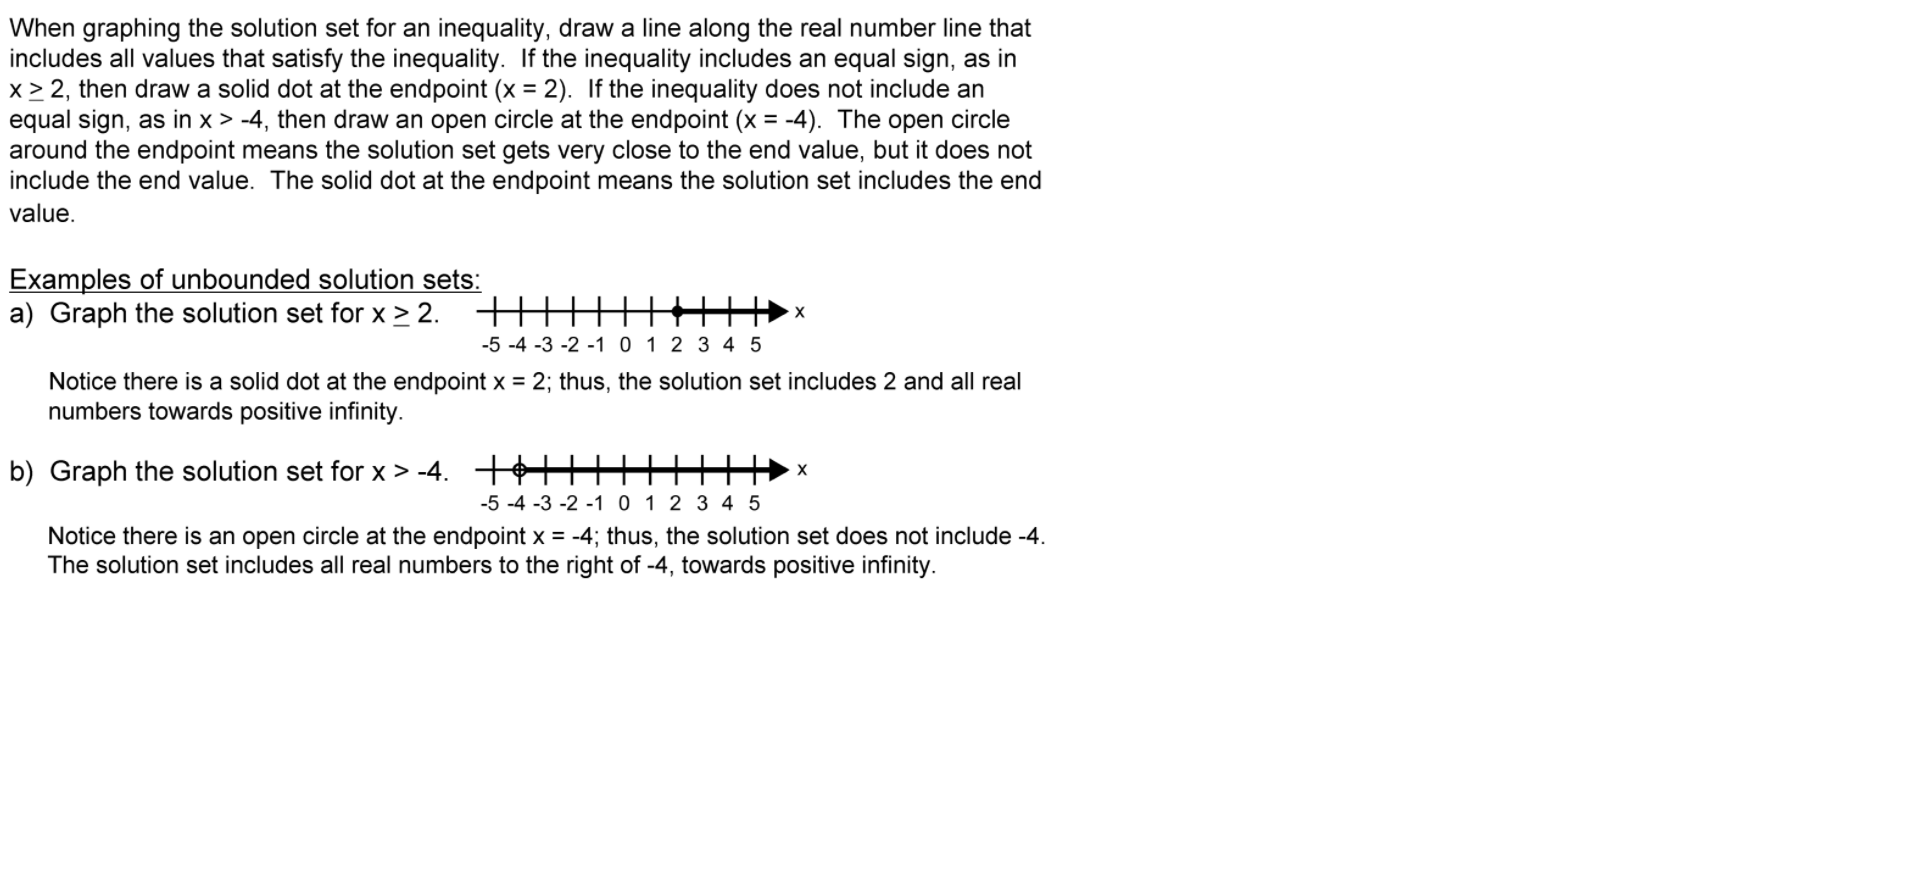 When graphing the solution set for an inequality, draw a line along the real number line that
includes all values that satisfy the inequality.  If the inequality includes an equal sign, as in
x ≥ 2, then draw a solid dot at the endpoint (x = 2).  If the inequality does not include an
equal sign, as in x > -4, then draw an open circle at the endpoint (x = -4).  The open circle
around the endpoint means the solution set gets very close to the end value, but it does not
include the end value.  The solid dot at the endpoint means the solution set includes the end
value.
Examples of unbounded solution sets:
a)  Graph the solution set for x ≥ 2.
x
-5 -4 -3 -2 -1 0 1 2 3 4 5
Notice there is a solid dot at the endpoint x = 2; thus, the solution set includes 2 and all real
numbers towards positive infinity.
b)  Graph the solution set for x > -4.
x
-5 -4 -3 -2 -1 0 1 2 3 4 5
Notice there is an open circle at the endpoint x = -4; thus, the solution set does not include -4.
The solution set includes all real numbers to the right of -4, towards positive infinity.